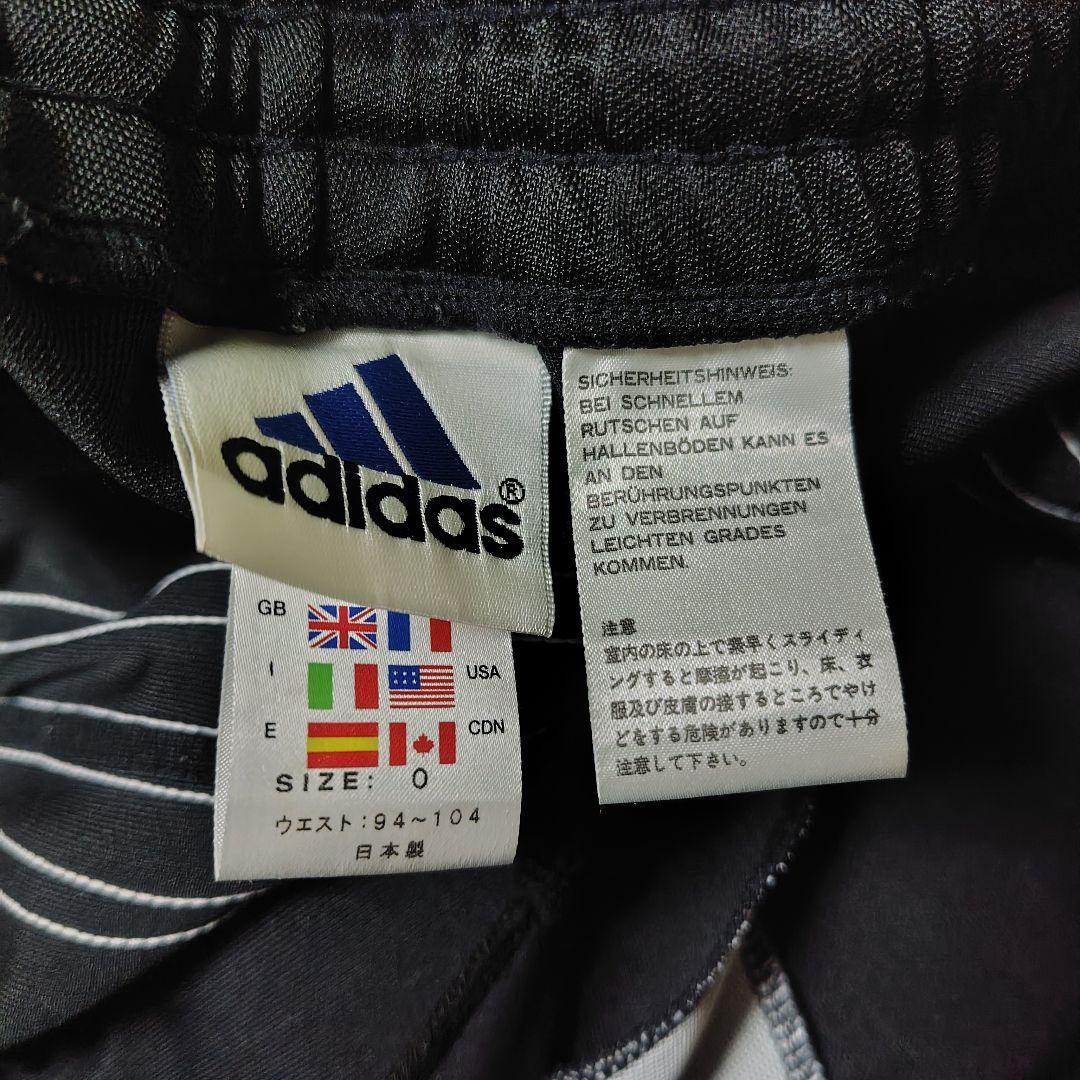 adidas®
GB
I USA
E CDN
SIZE: O
ウエスト:94~104
日本製
SICHERHEITSHINWEIS:
BEI SCHNELLEM
RUTSCHEN AUF
HALLENBÖDEN KANN ES
AN DEN
BERÜHRUNGSPUNKTEN
ZU VERBRENNUNGEN
LEICHTEN GRADES
KOMMEN.
注意
室内の床の上で素早くスライディ
ングすると摩擦が起こり、床、衣
服及び皮膚の接するところでやけ
どをする危険がありますので十分
注意して下さい。